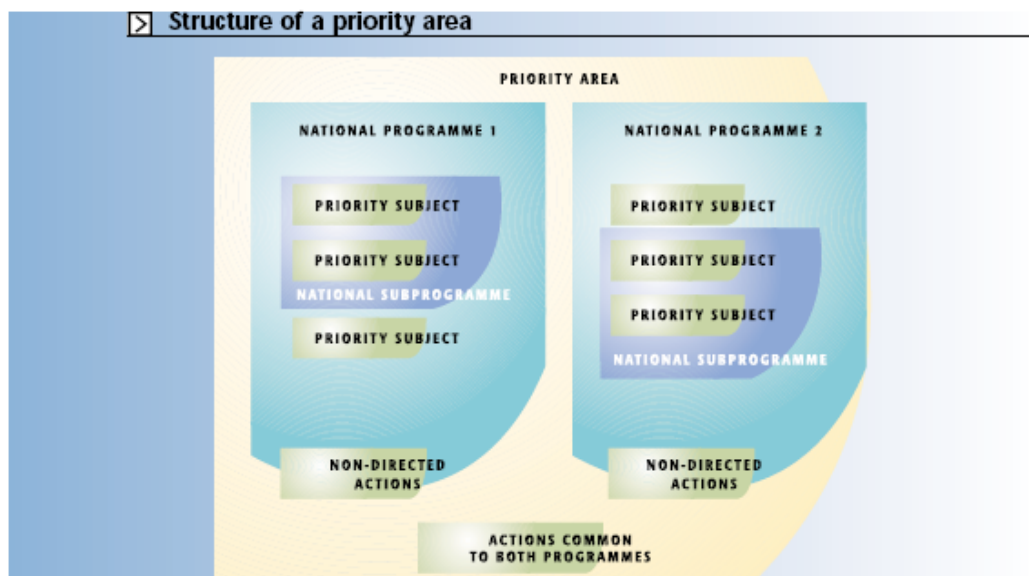 Structure of a priority area
PRIORITY AREA
NATIONAL PROGRAMME 1
PRIORITY SUBJECT
PRIORITY SUBJECT
NATIONAL SUBPROGRAMME
PRIORITY SUBJECT
NON-DIRECTED
ACTIONS
NATIONAL PROGRAMME 2
PRIORITY SUBJECT
PRIORITY SUBJECT
PRIORITY SUBJECT
NATIONAL SUBPROGRAMME
NON-DIRECTED
ACTIONS
ACTIONS COMMON
TO BOTH PROGRAMMES